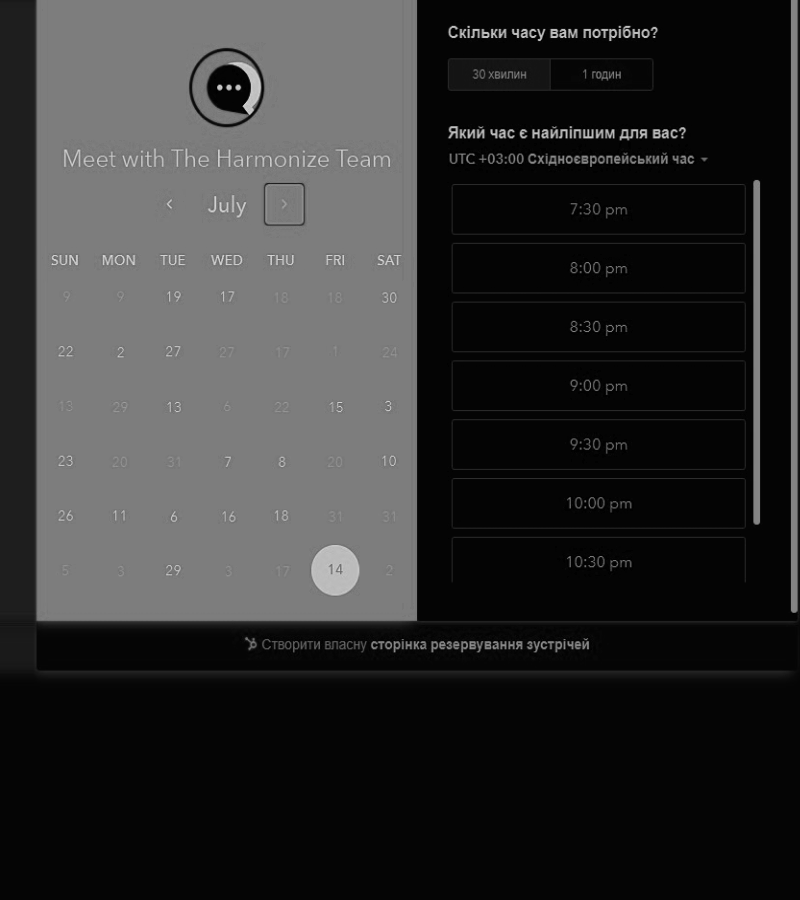 Meet with The Harmonize Team
July
SUN MON TUE WED THU FRI SAT
9 9 19 17 18 18 30
22 2 27 27 17 1 24
13 29 13 6 22 15 3
23 20 31 7 8 20 10
26 11 6 16 18 31 31
5 3 29 3 17 14 2
Скільки часу вам потрібно?
30 хвилин 1 годин
Який час є найліпшим для вас?
UTC +03:00 Східноєвропейський час
7:30 pm
8:00 pm
8:30 pm
9:00 pm
9:30 pm
10:00 pm
10:30 pm
Створити власну сторінка резервування зустрічей